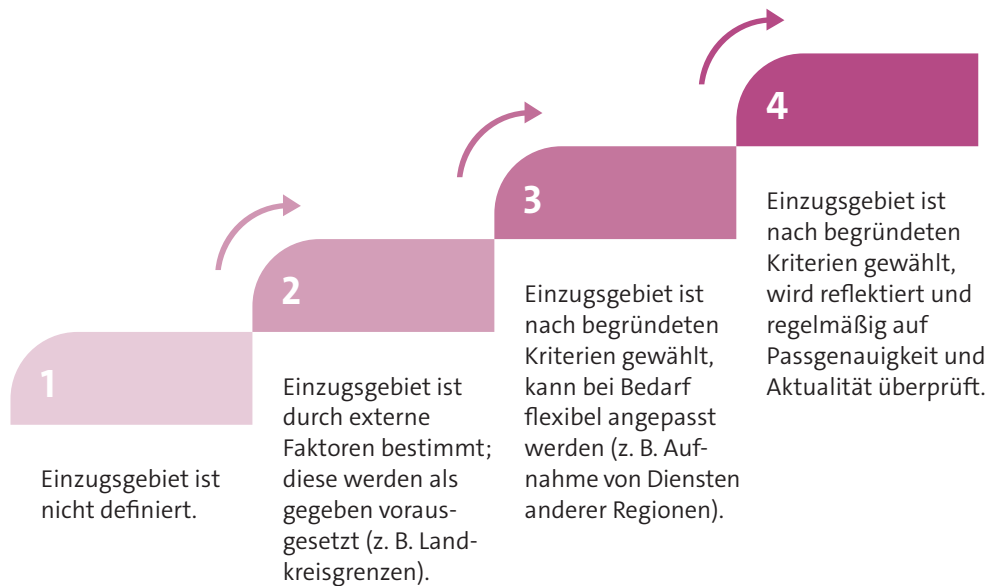 1
Einzugsgebiet ist
nicht definiert.
2
Einzugsgebiet ist
durch externe
Faktoren bestimmt;
diese werden als
gegeben voraus-
gesetzt (z. B. Land-
kreisgrenzen).
3
Einzugsgebiet ist
nach begründeten
Kriterien gewählt,
kann bei Bedarf
flexibel angepasst
werden (z. B. Auf-
nahme von Diensten
anderer Regionen).
4
Einzugsgebiet ist
nach begründeten
Kriterien gewählt,
wird reflektiert und
regelmäßig auf
Passgenauigkeit und
Aktualität überprüft.